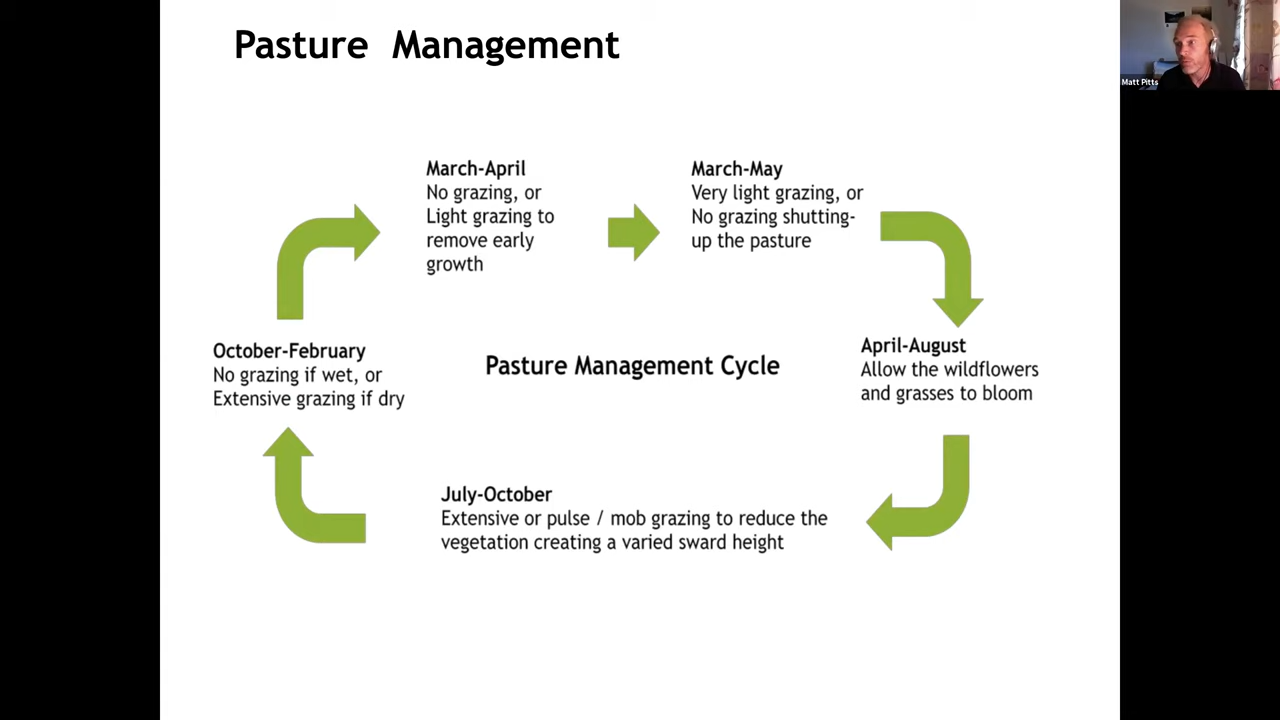 Pasture Management
Matt Pitts
March-April
No grazing, or
Light grazing to
remove early
growth
March-May
Very light grazing, or
No grazing shutting-
up the pasture
April-August
Allow the wildflowers
and grasses to bloom
July-October
Extensive or pulse / mob grazing to reduce the
vegetation creating a varied sward height
October-February
No grazing if wet, or
Extensive grazing if dry
Pasture Management Cycle